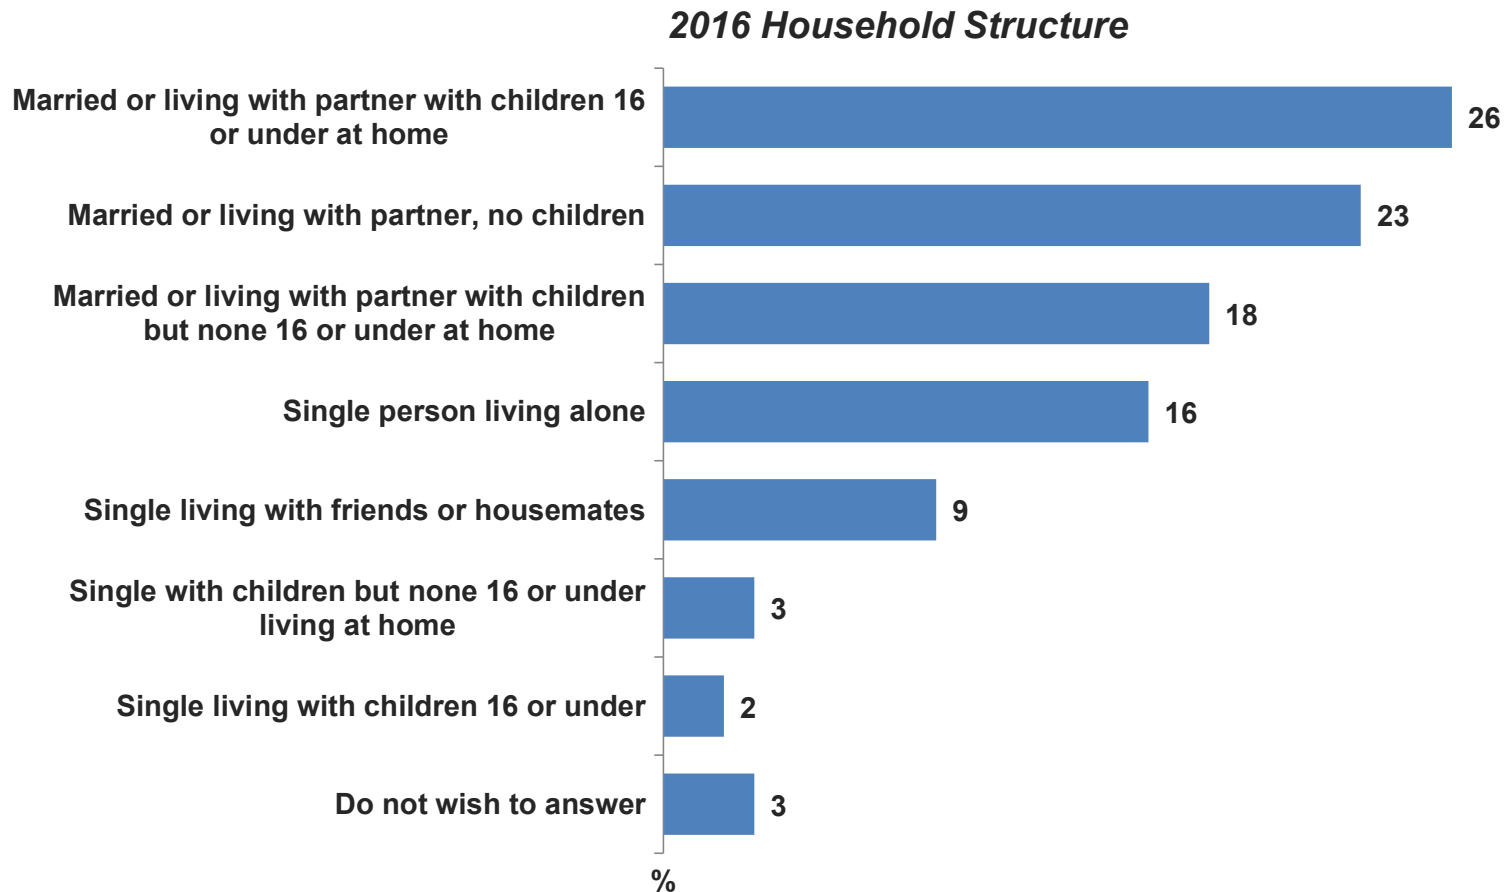 2016 Household Structure
Married or living with partner with children 16
or under at home
26
Married or living with partner, no children
23
Married or living with partner with children
but none 16 or under at home
18
Single person living alone
16
Single living with friends or housemates
9
Single with children but none 16 or under
living at home
3
Single living with children 16 or under
2
Do not wish to answer
3
%